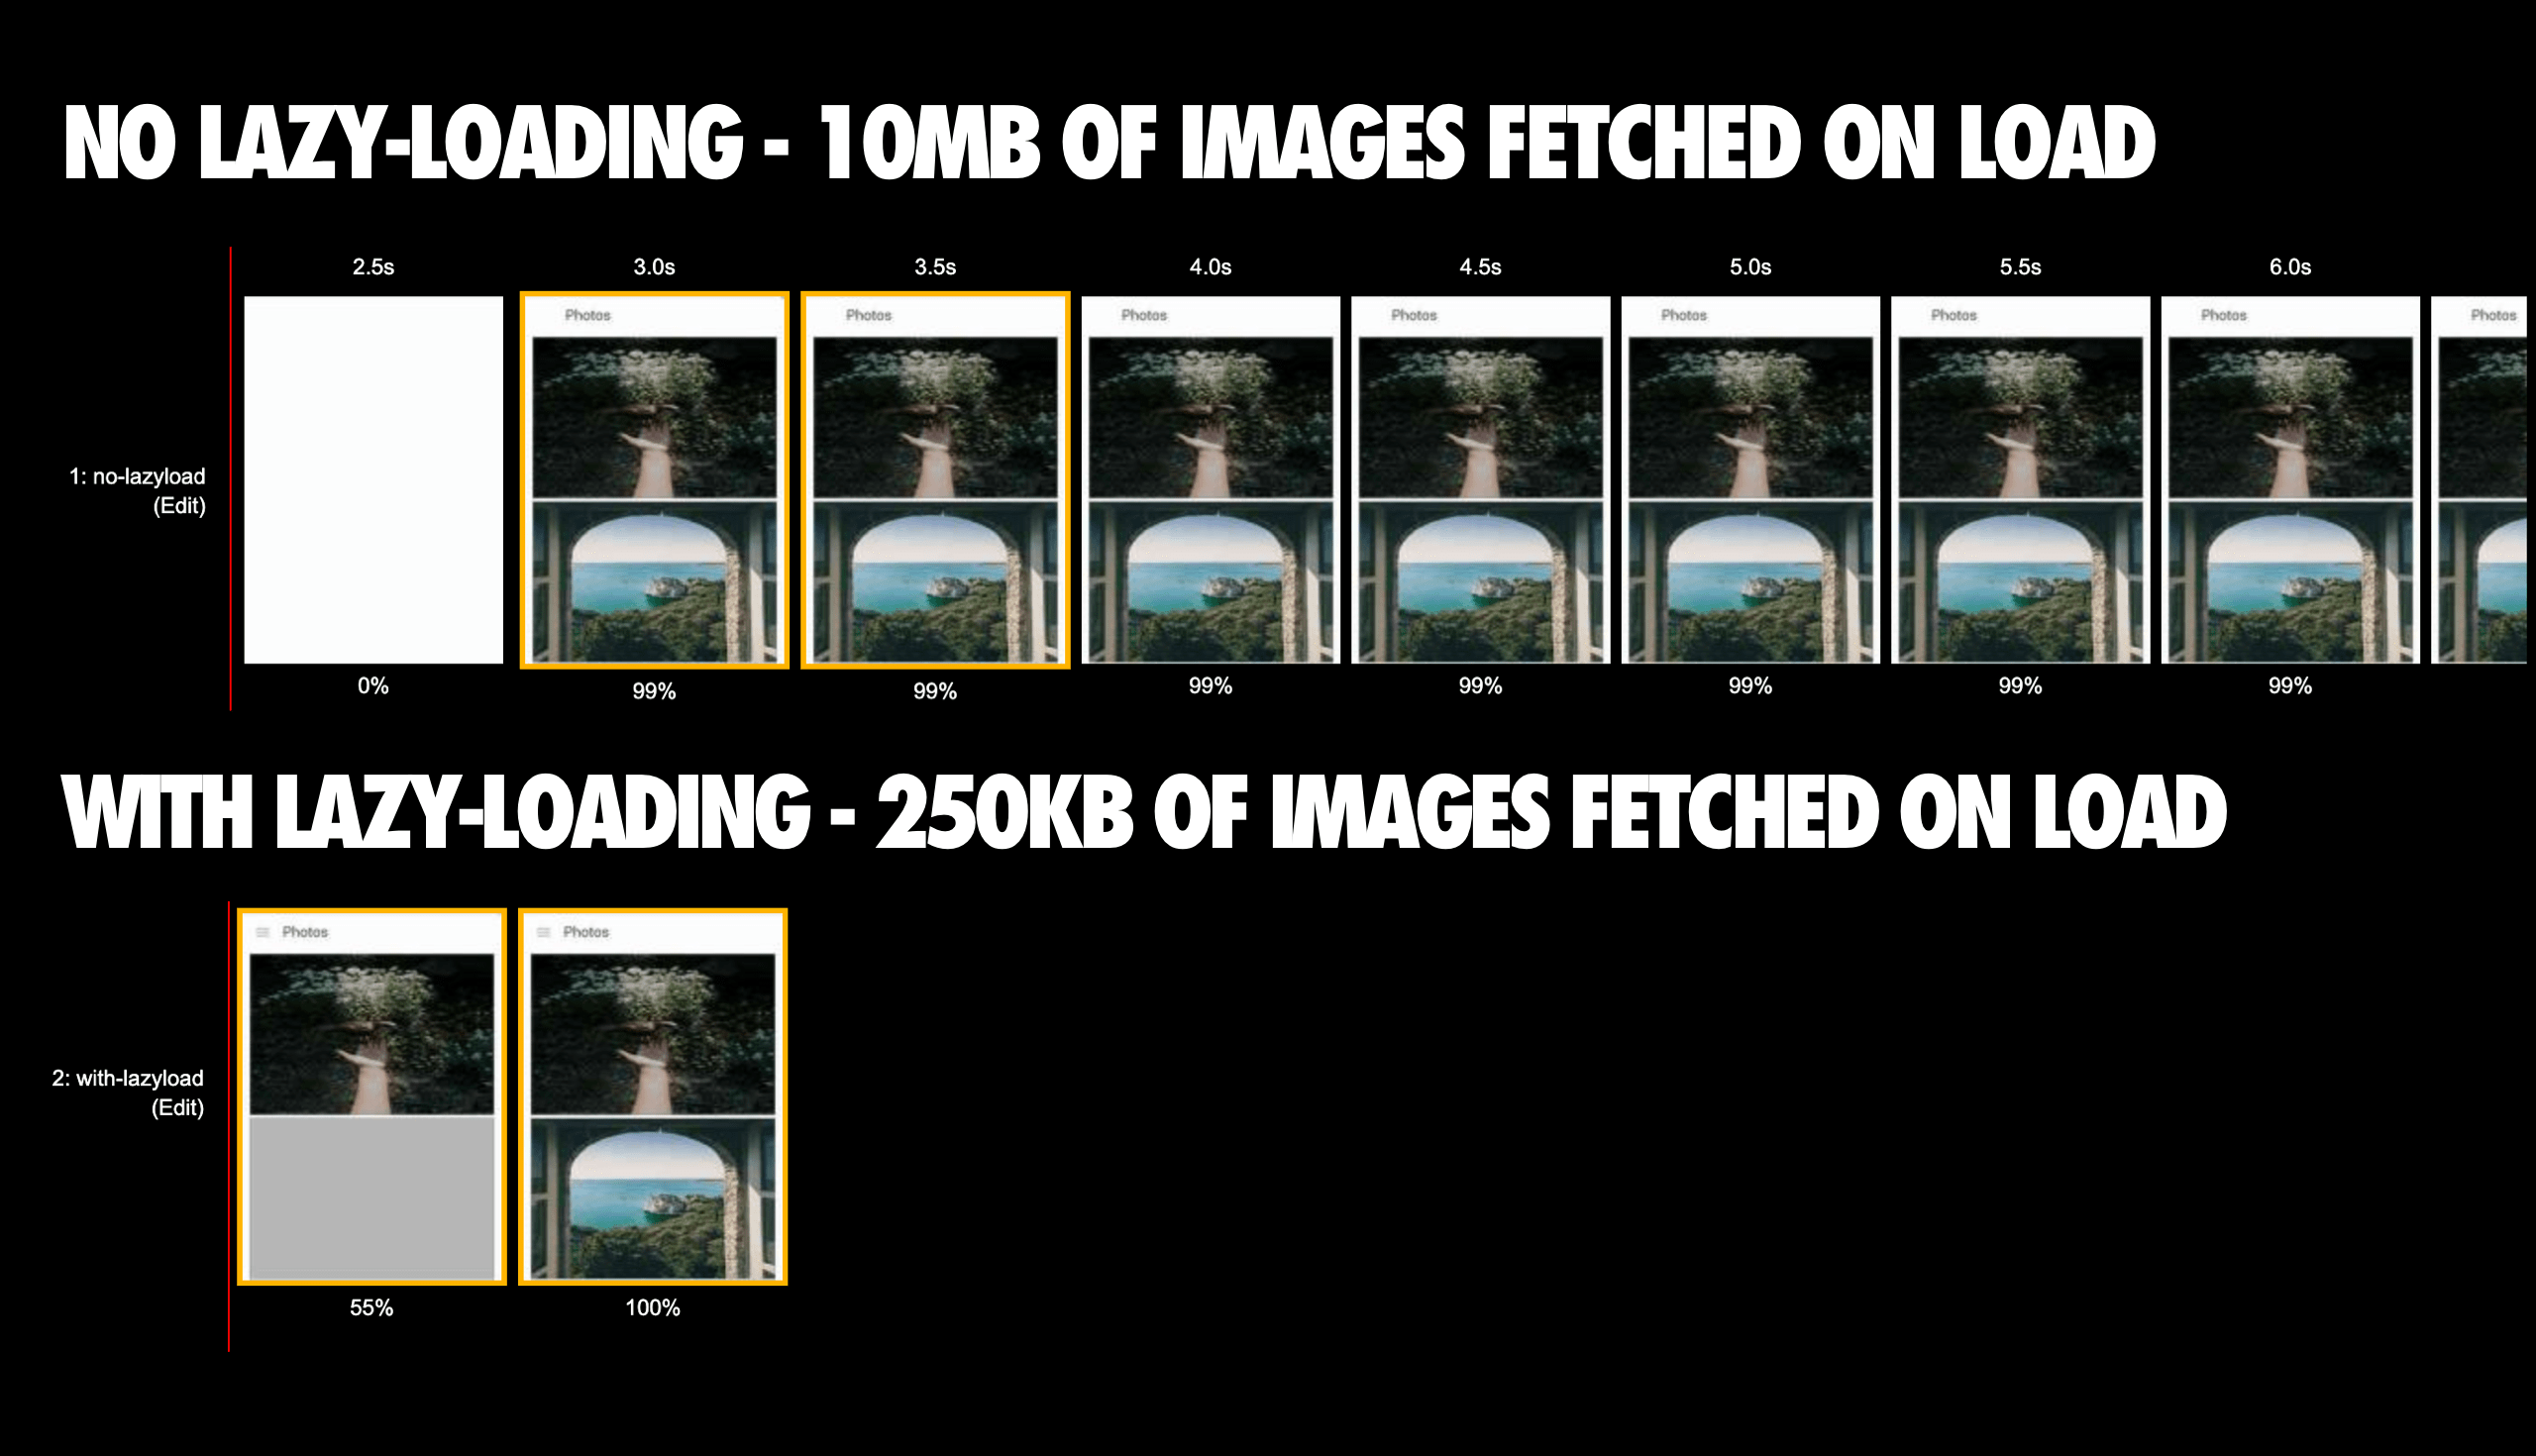 NO LAZY-LOADING - 10MB OF IMAGES FETCHED ON LOAD
2.5s 3.0s 3.5s 4.0s 4.5s 5.0s 5.5s 6.0s
Photos Photos Photos Photos Photos Photos Photos Photos
1: no-lazyload
(Edit)
0% 99% 99% 99% 99% 99% 99% 99%
WITH LAZY-LOADING - 250KB OF IMAGES FETCHED ON LOAD
Photos Photos
2: with-lazyload
(Edit)
55% 100%